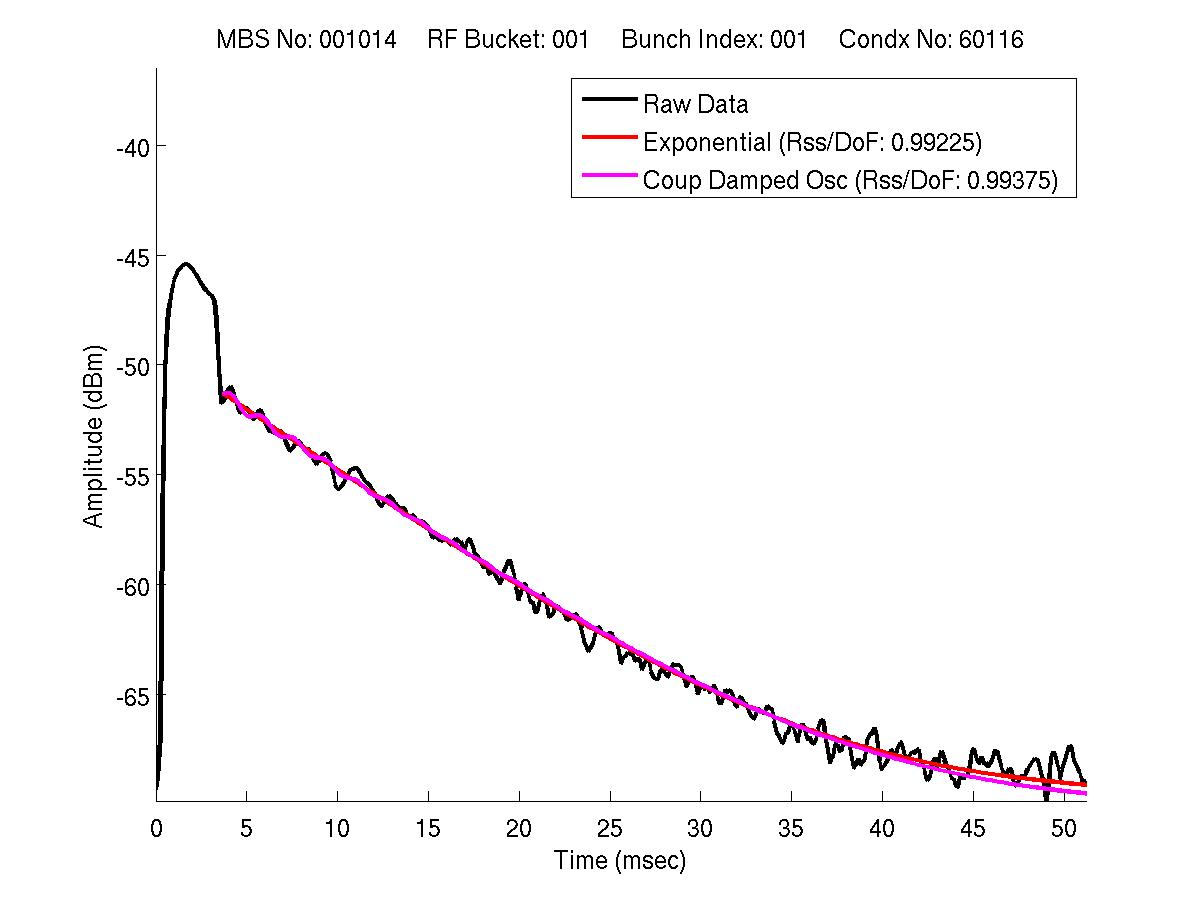 MBS No: 001014 RF Bucket: 001 Bunch Index: 001 Condx No: 60116
Raw Data
Exponential (Rss/DoF: 0.99225)
Coup Damped Osc (Rss/DoF: 0.99375)
-40
-45
-50
-55
-60
-65
Amplitude (dBm)
0 5 10 15 20 25 30 35 40 45 50
Time (msec)